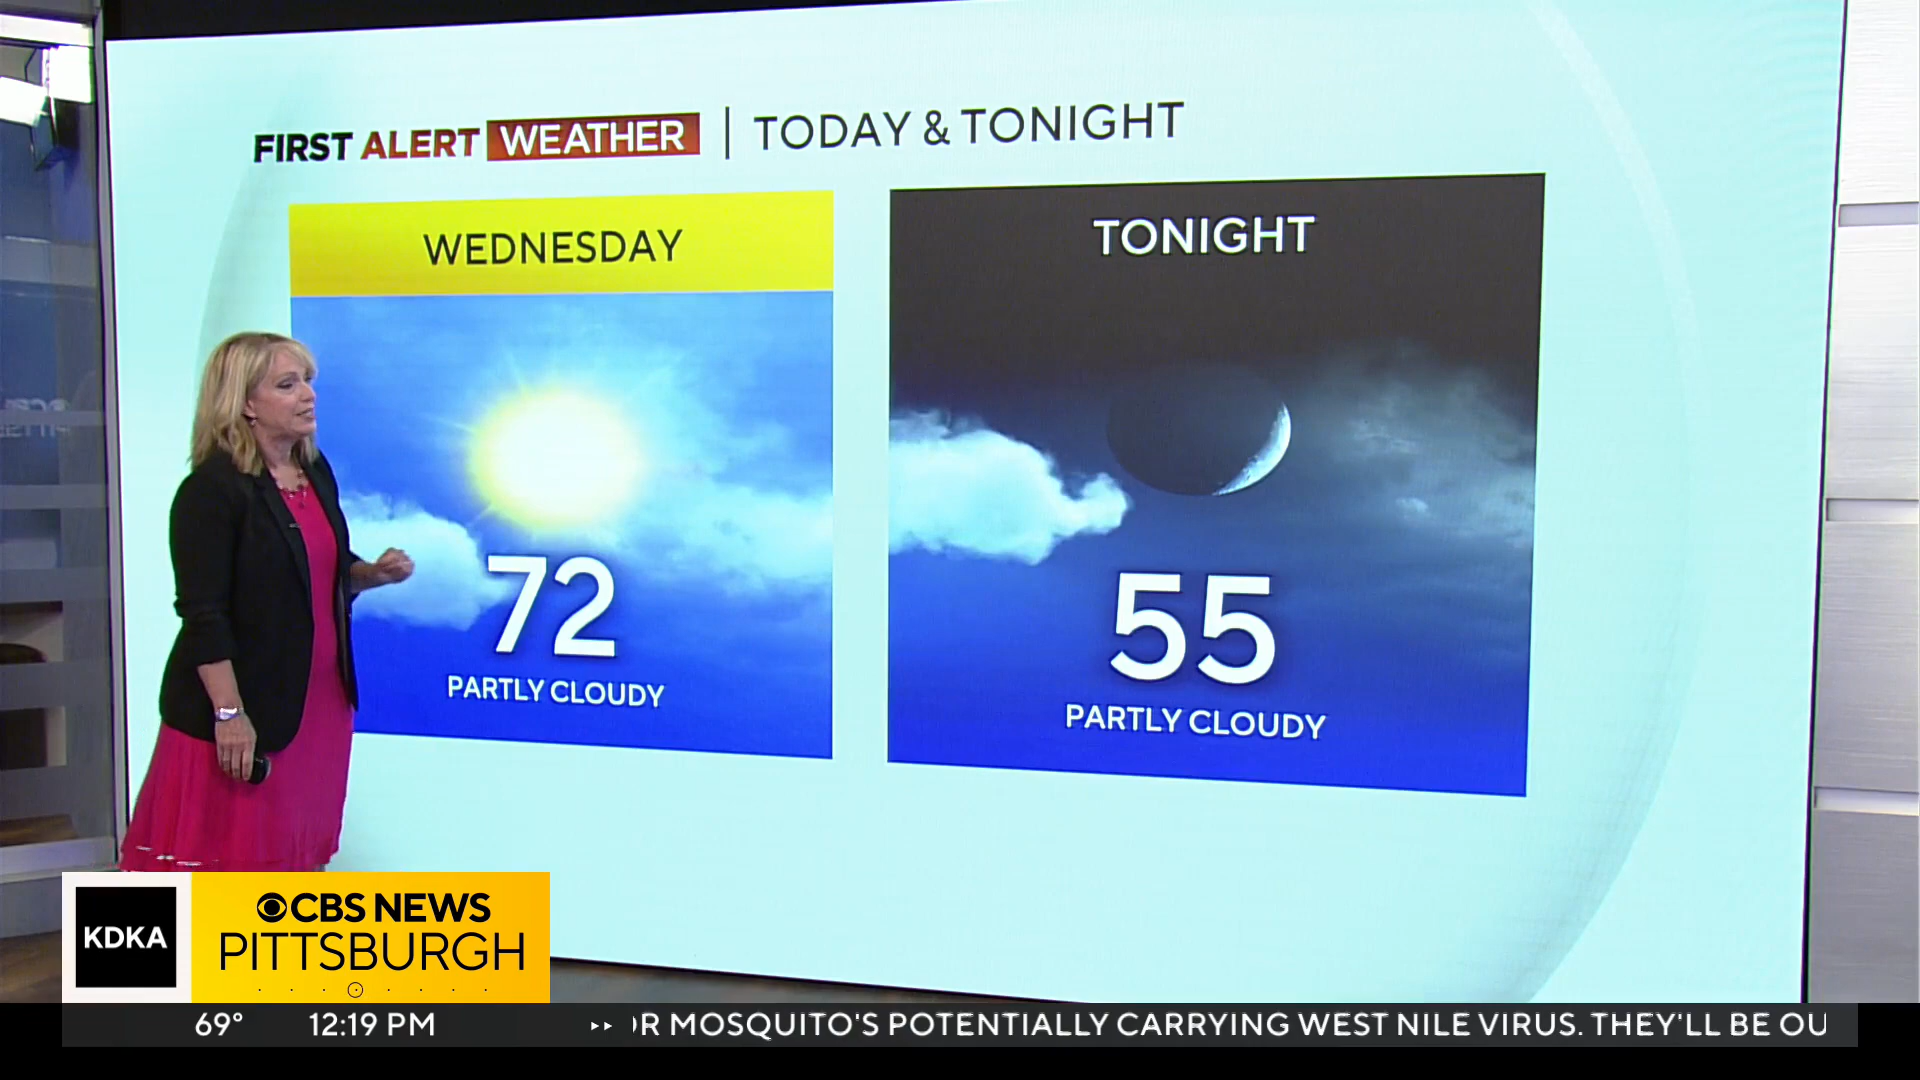 FIRST ALERT WEATHER | TODAY & TONIGHT
WEDNESDAY
72
PARTLY CLOUDY
TONIGHT
55
PARTLY CLOUDY
KDKA
CBS NEWS
PITTSBURGH
69° 12:19 PM
MOSQUITO'S POTENTIALLY CARRYING WEST NILE VIRUS. THEY'LL BE